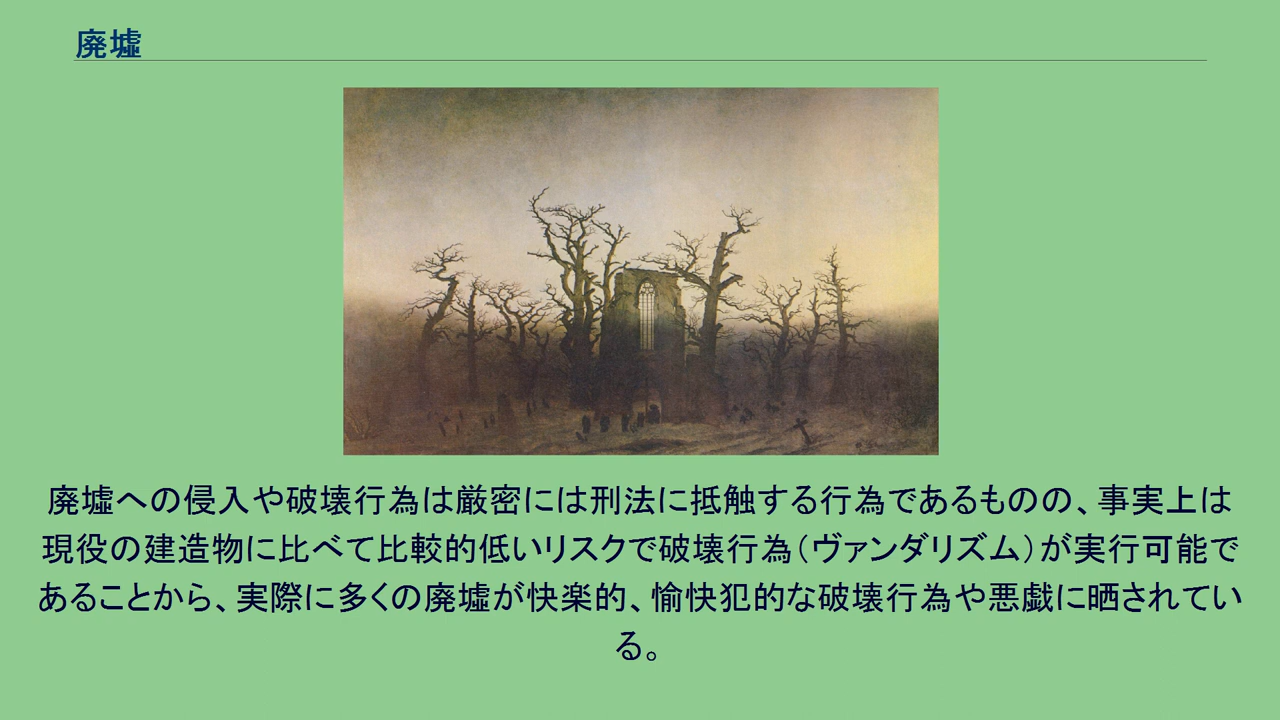 廃墟
廃墟への侵入や破壊行為は厳密には刑法に抵触する行為であるものの、事実上は
現役の建造物に比べて比較的低いリスクで破壊行為（ヴァンダリズム）が実行可能で
あることから、実際に多くの廃墟が快楽的、愉快犯的な破壊行為や悪戯に晒されてい
る。